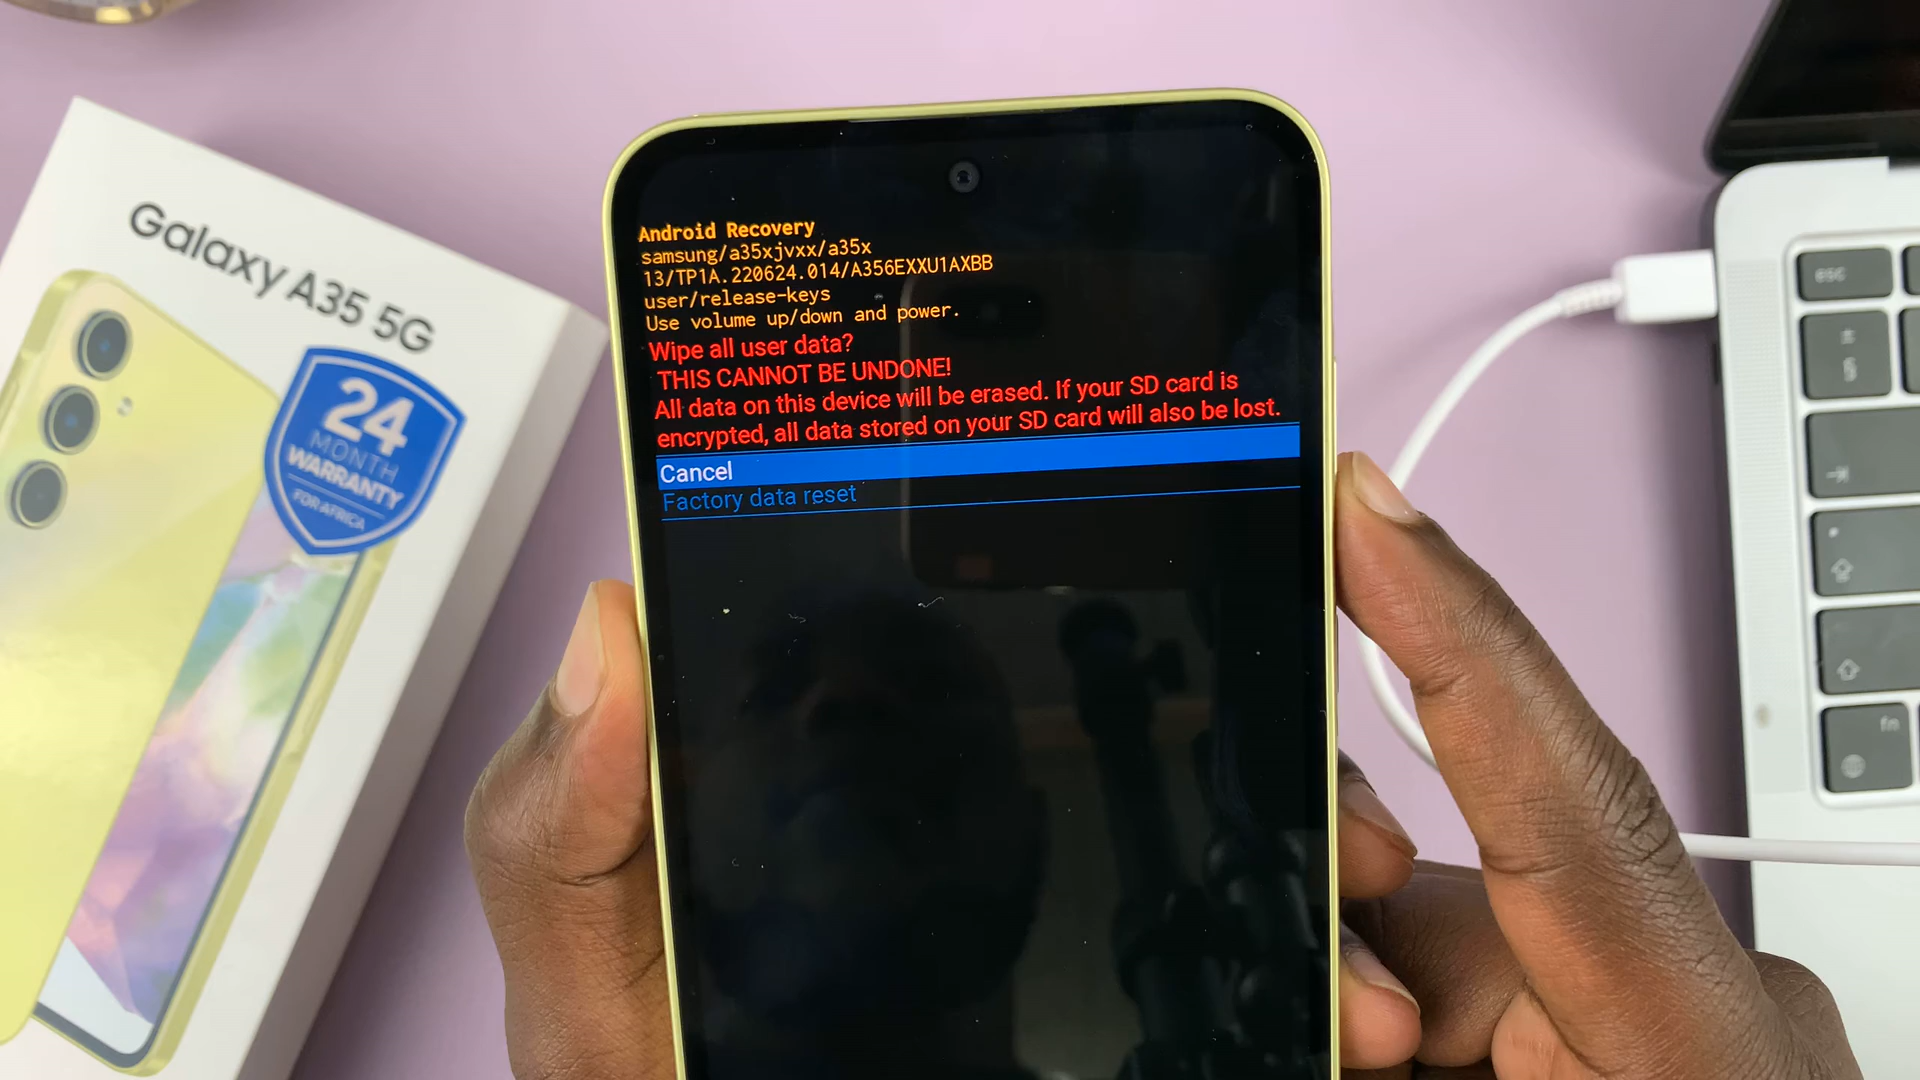 Galaxy A35 5G
24
MONTH
WARRANTY
FOR AFRICA
Android Recovery
samsung/a35xjvxx/a35x
13/TP1A.220624.014/A356EXXU1AXBB
user/release-keys
Use volume up/down and power.
Wipe all user data?
THIS CANNOT BE UNDONE!
All data on this device will be erased. If your SD card is
encrypted, all data stored on your SD card will also be lost.
Cancel
Factory data reset
esc
±
§
fn